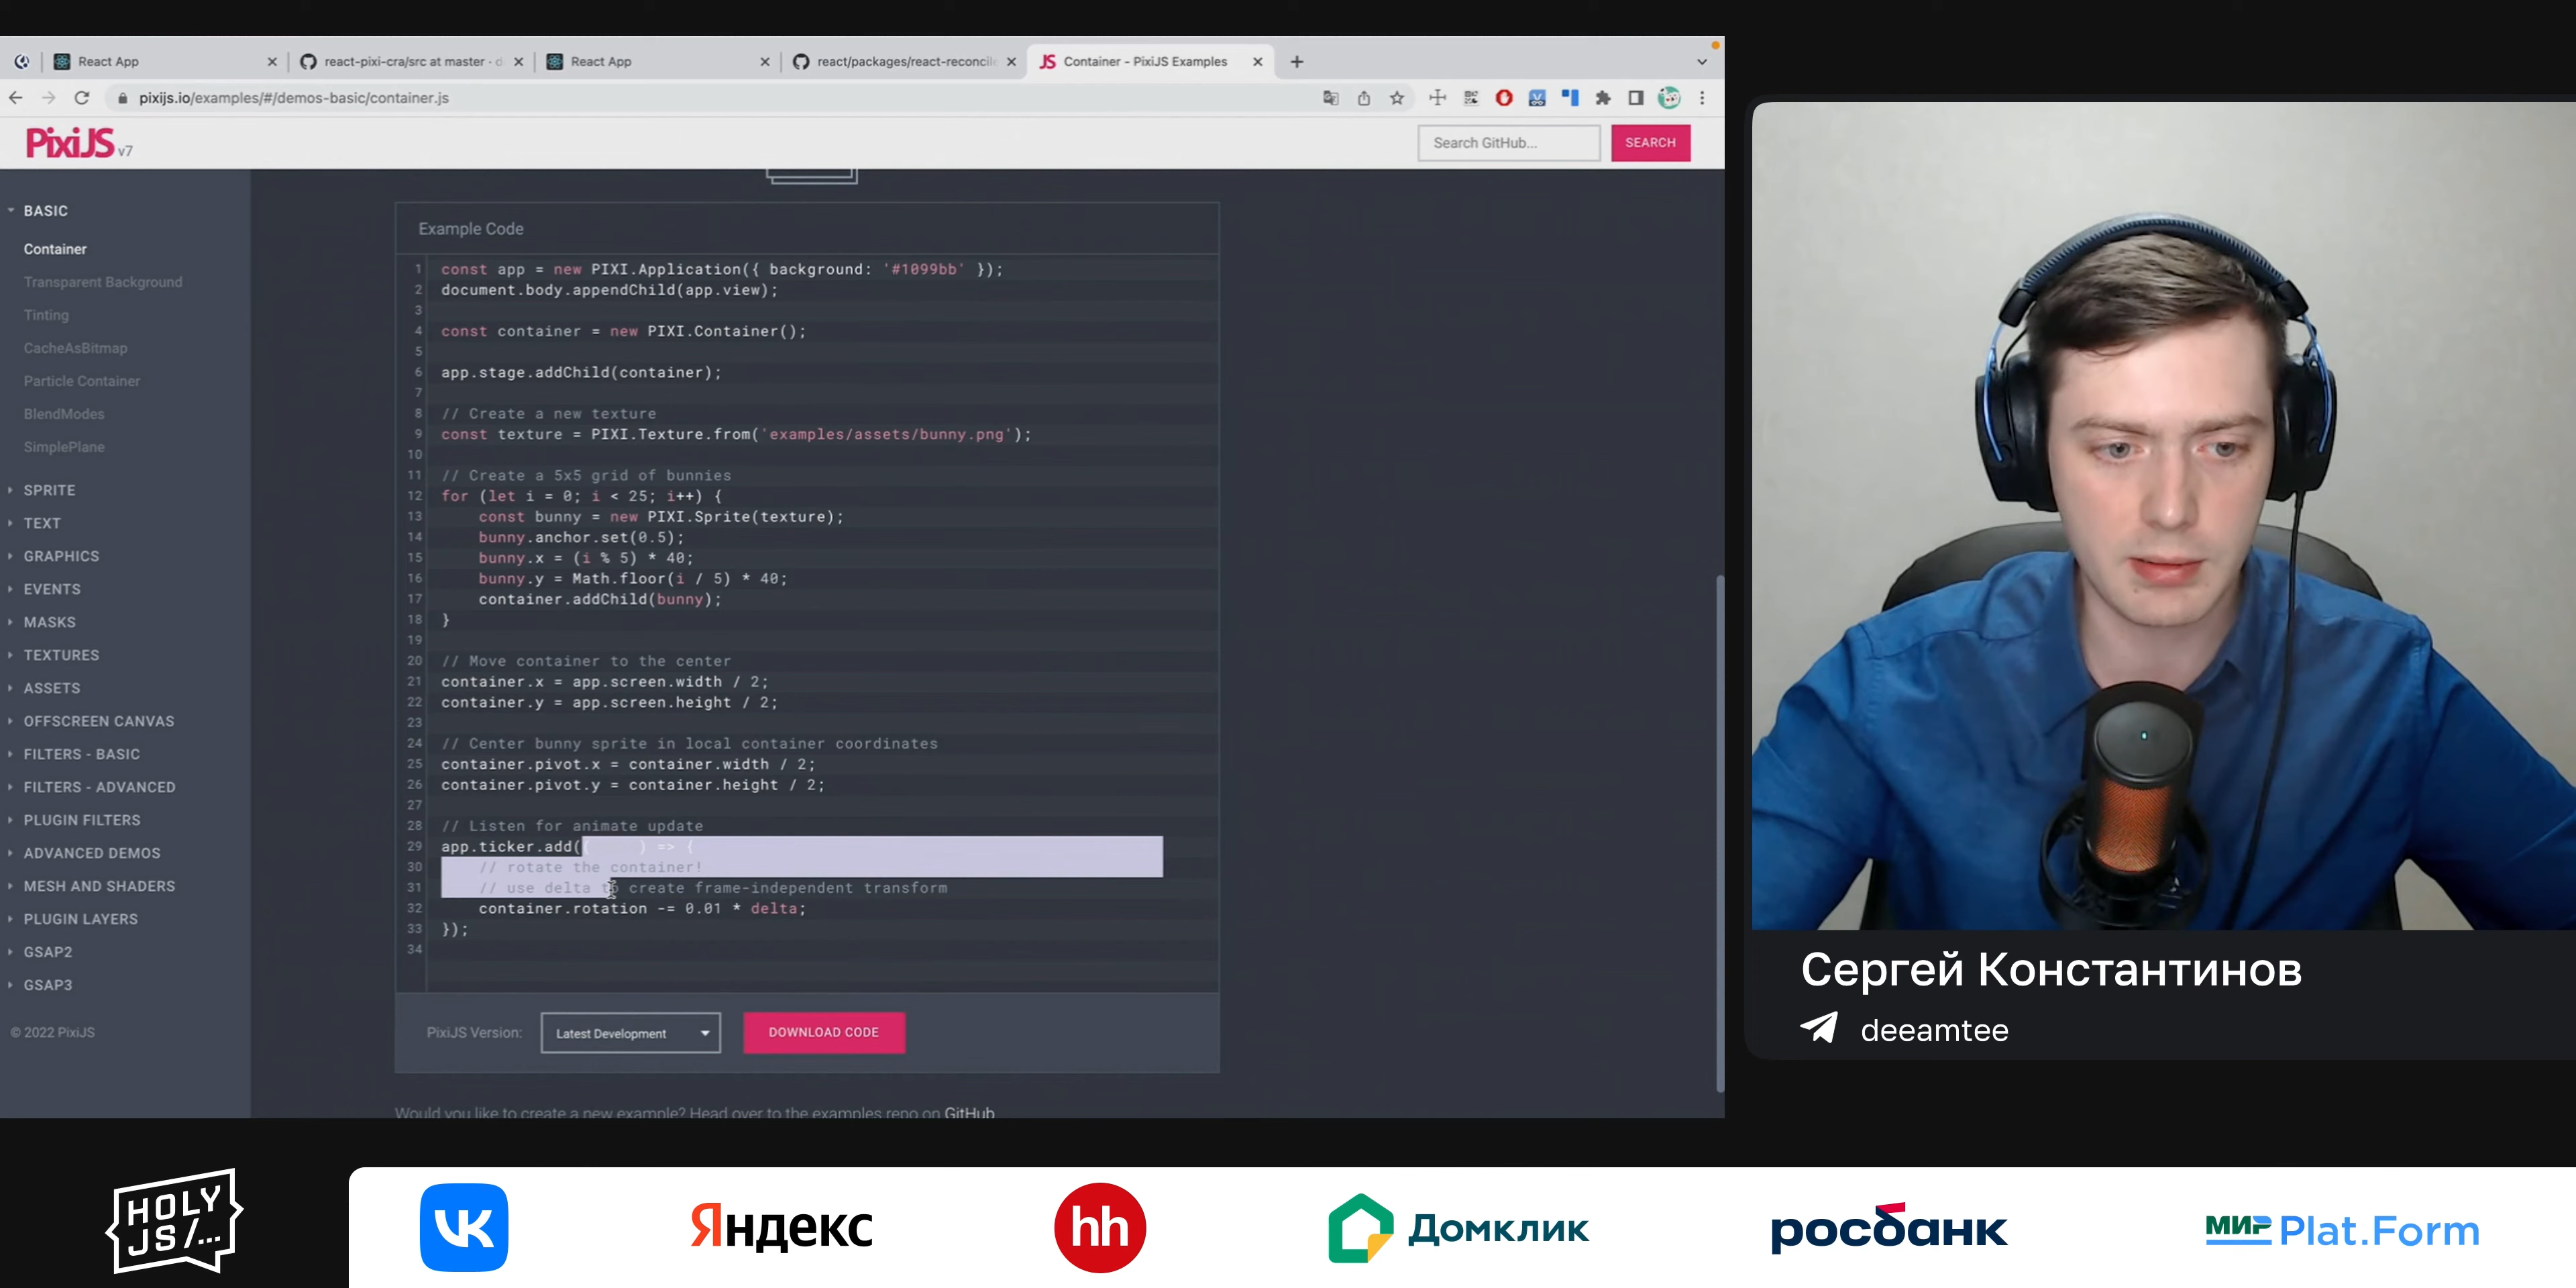 React App
react-pixi-cra/src at master · d
React App
react/packages/react-reconcile
JS Container - PixiJS Examples
pixijs.io/examples/#/demos-basic/container.js
PixiJS v7
Search GitHub...
SEARCH
BASIC
Container
Transparent Background
Tinting
CacheAsBitmap
Particle Container
BlendModes
SimplePlane
SPRITE
TEXT
GRAPHICS
EVENTS
MASKS
TEXTURES
ASSETS
OFFSCREEN CANVAS
FILTERS - BASIC
FILTERS - ADVANCED
PLUGIN FILTERS
ADVANCED DEMOS
MESH AND SHADERS
PLUGIN LAYERS
GSAP2
GSAP3
© 2022 PixiJS
Example Code
1 const app = new PIXI.Application({ background: '#1099bb' });
2 document.body.appendChild(app.view);
3
4 const container = new PIXI.Container();
5
6 app.stage.addChild(container);
7
8 // Create a new texture
9 const texture = PIXI.Texture.from('examples/assets/bunny.png');
10
11 // Create a 5x5 grid of bunnies
12 for (let i = 0; i < 25; i++) {
13 const bunny = new PIXI.Sprite(texture);
14 bunny.anchor.set(0.5);
15 bunny.x = (i % 5) * 40;
16 bunny.y = Math.floor(i / 5) * 40;
17 container.addChild(bunny);
18 }
19
20 // Move container to the center
21 container.x = app.screen.width / 2;
22 container.y = app.screen.height / 2;
23
24 // Center bunny sprite in local container coordinates
25 container.pivot.x = container.width / 2;
26 container.pivot.y = container.height / 2;
27
28 // Listen for animate update
29 app.ticker.add( ) => {
30 // rotate the container!
31 // use delta to create frame-independent transform
32 container.rotation -= 0.01 * delta;
33 });
34
PixiJS Version:
Latest Development
DOWNLOAD CODE
Would you like to create a new example? Head over to the examples repo on GitHub
Сергей Константинов
deeamtee
HOLY
JS/...
VK
Яндекс
hh
Домклик
росбанк
МИР Plat.Form